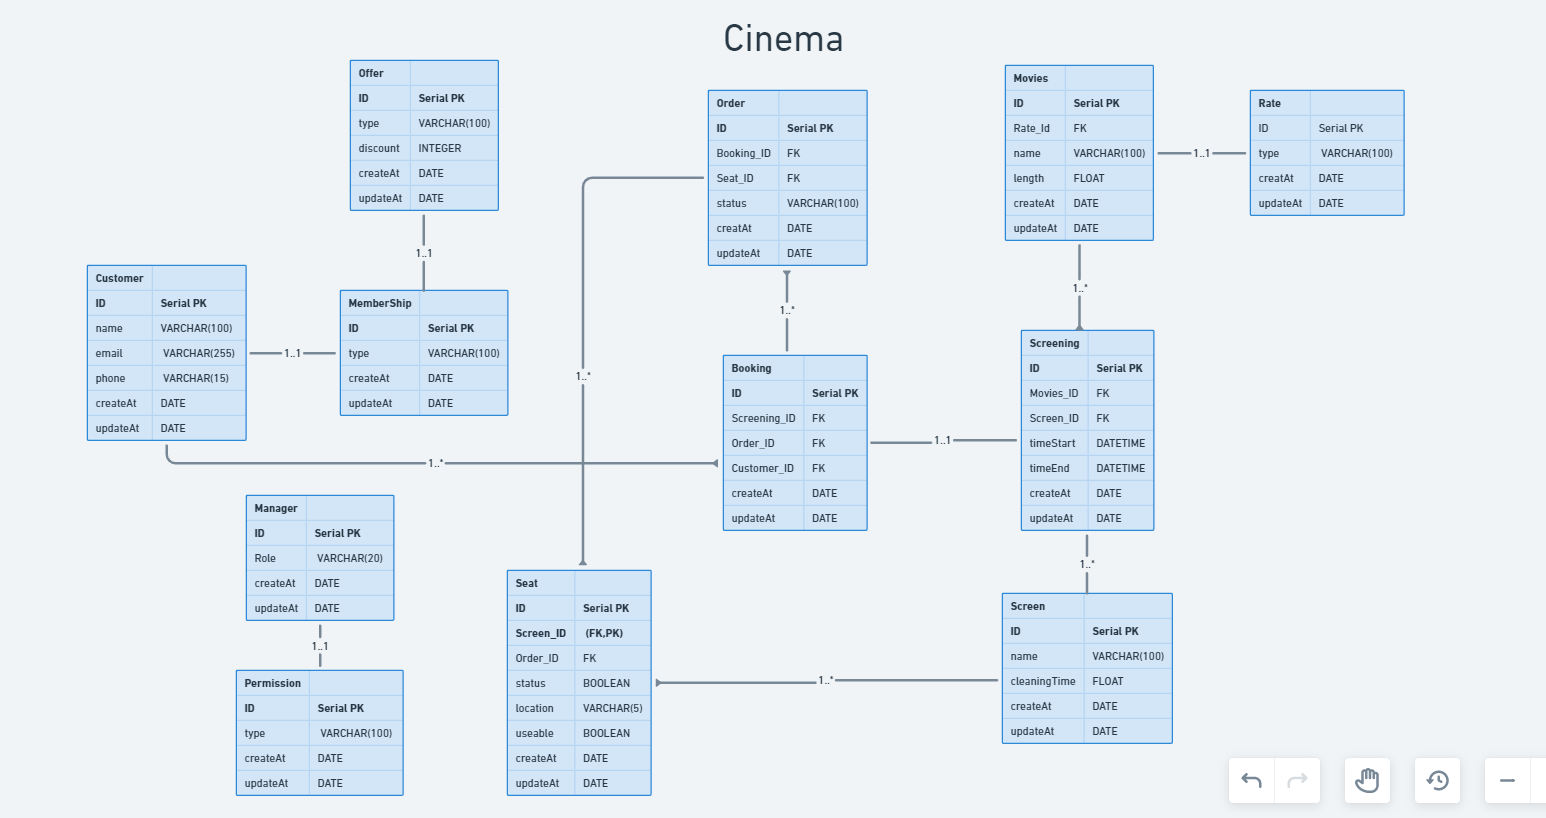 Cinema
Offer
ID Serial PK
type VARCHAR(100)
discount INTEGER
createAt DATE
updateAt DATE
1..1
Customer
ID Serial PK
name VARCHAR(100)
email VARCHAR(255)
phone VARCHAR(15)
createAt DATE
updateAt DATE
1..1
MemberShip
ID Serial PK
type VARCHAR(100)
createAt DATE
updateAt DATE
1..*
Manager
ID Serial PK
Role VARCHAR(20)
createAt DATE
updateAt DATE
1..1
Permission
ID Serial PK
type VARCHAR(100)
createAt DATE
updateAt DATE
Order
ID Serial PK
Booking_ID FK
Seat_ID FK
status VARCHAR(100)
creatAt DATE
updateAt DATE
1..*
1..*
Booking
ID Serial PK
Screening_ID FK
Order_ID FK
Customer_ID FK
createAt DATE
updateAt DATE
1..1
Seat
ID Serial PK
Screen_ID (FK,PK)
Order_ID FK
status BOOLEAN
location VARCHAR(5)
useable BOOLEAN
createAt DATE
updateAt DATE
1..*
Movies
ID Serial PK
Rate_Id FK
name VARCHAR(100)
length FLOAT
createAt DATE
updateAt DATE
1..1
Rate
ID Serial PK
type VARCHAR(100)
creatAt DATE
updateAt DATE
1..*
Screening
ID Serial PK
Movies_ID FK
Screen_ID FK
timeStart DATETIME
timeEnd DATETIME
createAt DATE
updateAt DATE
1..*
Screen
ID Serial PK
name VARCHAR(100)
cleaningTime FLOAT
createAt DATE
updateAt DATE